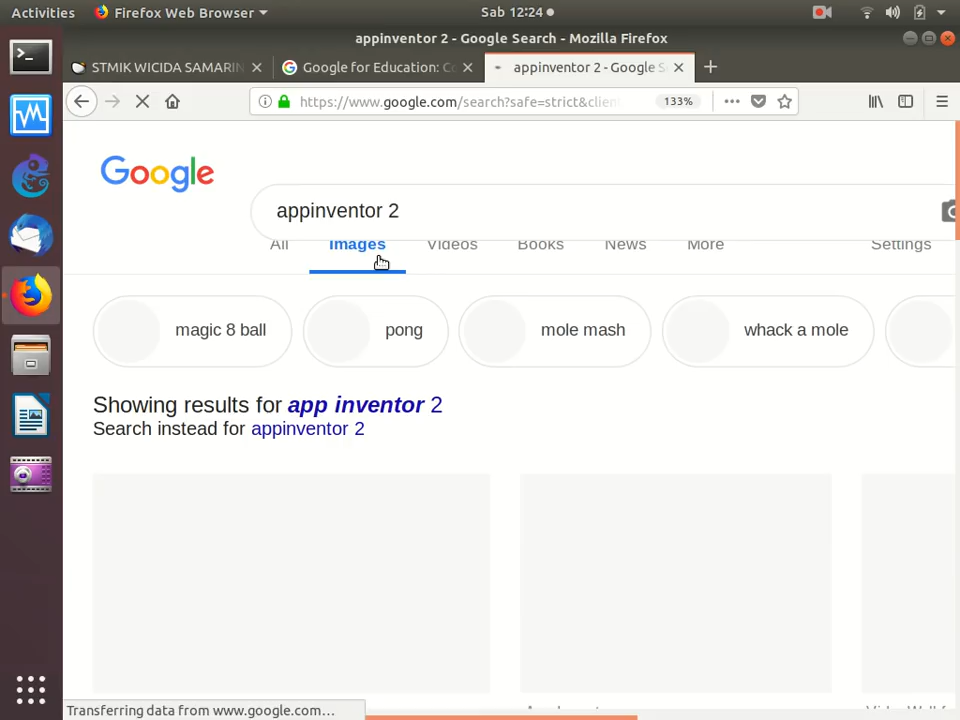 Activities Firefox Web Browser Sab 12:24
appinventor 2 - Google Search - Mozilla Firefox
STMIK WICIDA SAMARIN Google for Education: Co appinventor 2 - Google Se
https://www.google.com/search?safe=strict&clien 133%
Google
appinventor 2
All Images Videos Books News More Settings
magic 8 ball pong mole mash whack a mole
Showing results for app inventor 2
Search instead for appinventor 2
Transferring data from www.google.com…